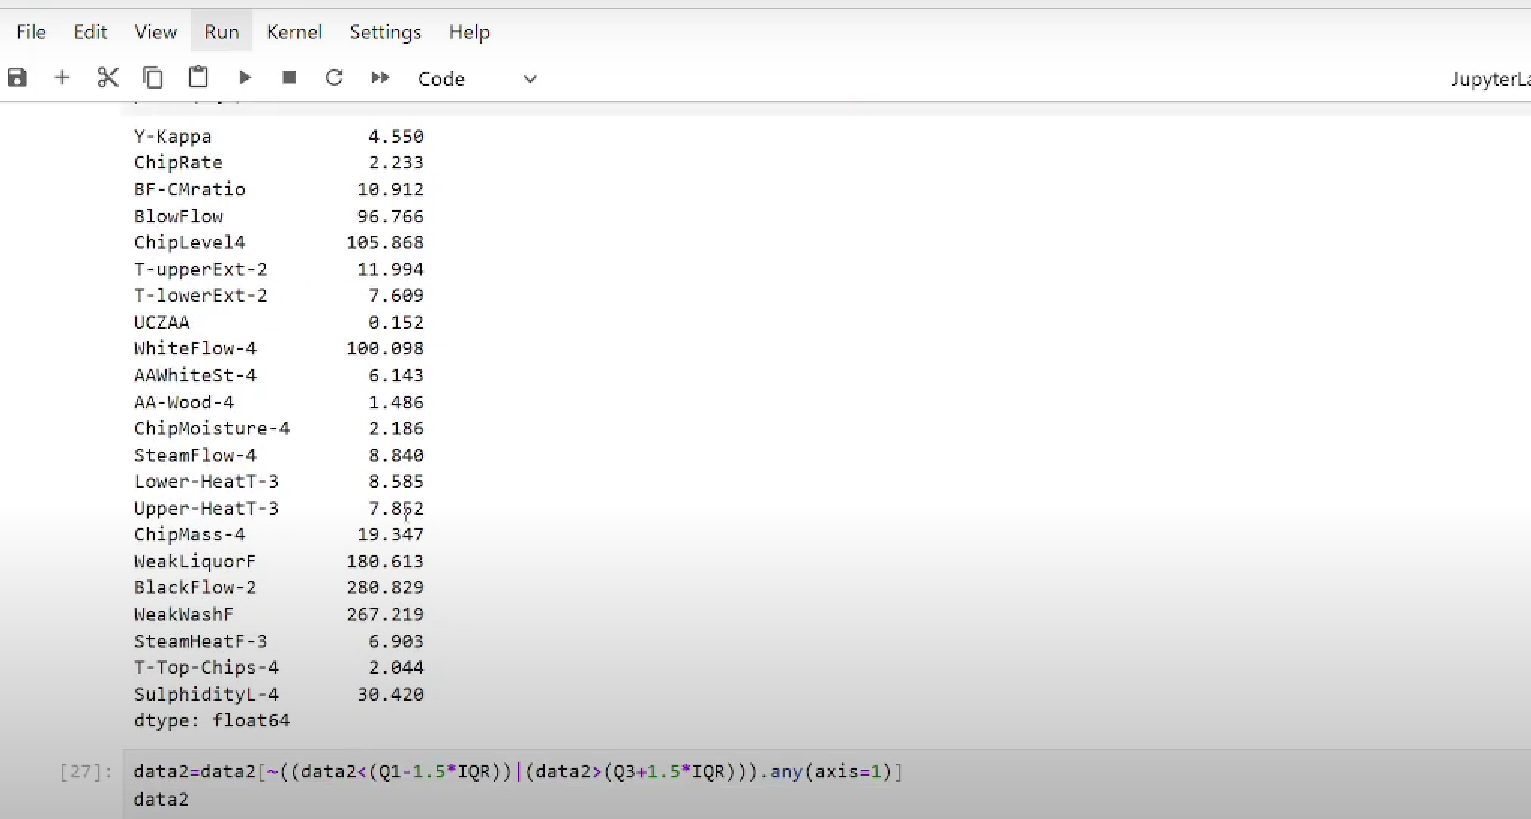 File Edit View Run Kernel Settings Help
Code
JupyterLa
Y-Kappa 4.550
ChipRate 2.233
BF-CMratio 10.912
BlowFlow 96.766
ChipLevel4 105.868
T-upperExt-2 11.994
T-lowerExt-2 7.609
UCZAA 0.152
WhiteFlow-4 100.098
AAWhiteSt-4 6.143
AA-Wood-4 1.486
ChipMoisture-4 2.186
SteamFlow-4 8.840
Lower-HeatT-3 8.585
Upper-HeatT-3 7.852
ChipMass-4 19.347
WeakLiquorF 180.613
BlackFlow-2 280.829
WeakWashF 267.219
SteamHeatF-3 6.903
T-Top-Chips-4 2.044
SulphidityL-4 30.420
dtype: float64
[27]: data2=data2[~((data2<(Q1-1.5*IQR))|(data2>(Q3+1.5*IQR))).any(axis=1)]
data2